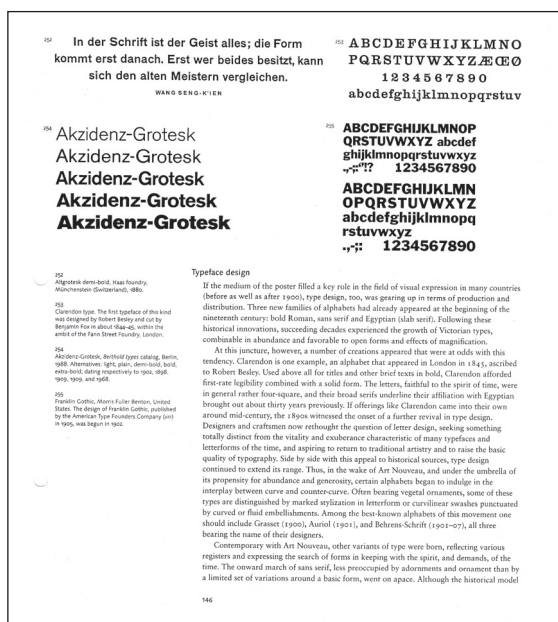 252
In der Schrift ist der Geist alles; die Form
kommt erst danach. Erst wer beides besitzt, kann
sich den alten Meistern vergleichen.
WANG SENG-K'IEN
253
ABCDEFGHIJKLMNO
PQRSTUVWXYZÆŒØ
1234567890
abcdefghijklmnopqrstuv
254
Akzidenz-Grotesk
Akzidenz-Grotesk
Akzidenz-Grotesk
Akzidenz-Grotesk
Akzidenz-Grotesk
255
ABCDEFGHIJKLMNOP
QRSTUVWXYZ abcdef
ghijklmnopqrstuvwxyz
.,-;:"!? 1234567890
ABCDEFGHIJKLMN
OPQRSTUVWXYZ
abcdefghijklmnopq
rstuvwxyz
.,-;: 1234567890
252
Altgrotesk demi-bold, Haas foundry,
Münchenstein (Switzerland), 1880.
253
Clarendon type. The first typeface of this kind
was designed by Robert Besley and cut by
Benjamin Fox in about 1844–45, within the
ambit of the Fann Street Foundry, London.
254
Akzidenz-Grotesk, Berthold types catalog, Berlin,
1988. Alternatives: light, plain, demi-bold, bold,
extra-bold; dating respectively to 1902, 1898,
1909, 1909, and 1968.
255
Franklin Gothic, Morris Fuller Benton, United
States. The design of Franklin Gothic, published
by the American Type Founders Company (ATF)
in 1905, was begun in 1902.
Typeface design
If the medium of the poster filled a key role in the field of visual expression in many countries
(before as well as after 1900), type design, too, was gearing up in terms of production and
distribution. Three new families of alphabets had already appeared at the beginning of the
nineteenth century: bold Roman, sans serif and Egyptian (slab serif). Following these
historical innovations, succeeding decades experienced the growth of Victorian types,
combinable in abundance and favorable to open forms and effects of magnification.
At this juncture, however, a number of creations appeared that were at odds with this
tendency. Clarendon is one example, an alphabet that appeared in London in 1845, ascribed
to Robert Besley. Used above all for titles and other brief texts in bold, Clarendon afforded
first-rate legibility combined with a solid form. The letters, faithful to the spirit of time, were
in general rather four-square, and their broad serifs underline their affiliation with Egyptian
brought out about thirty years previously. If offerings like Clarendon came into their own
around mid-century, the 1890s witnessed the onset of a further revival in type design.
Designers and craftsmen now rethought the question of letter design, seeking something
totally distinct from the vitality and exuberance characteristic of many typefaces and
letterforms of the time, and aspiring to return to traditional artistry and to raise the basic
quality of typography. Side by side with this appeal to historical sources, type design
continued to extend its range. Thus, in the wake of Art Nouveau, and under the umbrella of
its propensity for abundance and generosity, certain alphabets began to indulge in the
interplay between curve and counter-curve. Often bearing vegetal ornaments, some of these
types are distinguished by marked stylization in letterform or curvilinear swashes punctuated
by curved or fluid embellishments. Among the best-known alphabets of this movement one
should include Grasset (1900), Auriol (1901), and Behrens-Schrift (1901–07), all three
bearing the name of their designers.
Contemporary with Art Nouveau, other variants of type were born, reflecting various
registers and expressing the search of forms in keeping with the spirit, and demands, of the
time. The onward march of sans serif, less preoccupied by adornments and ornament than by
a limited set of variations around a basic form, went on apace. Although the historical model
146